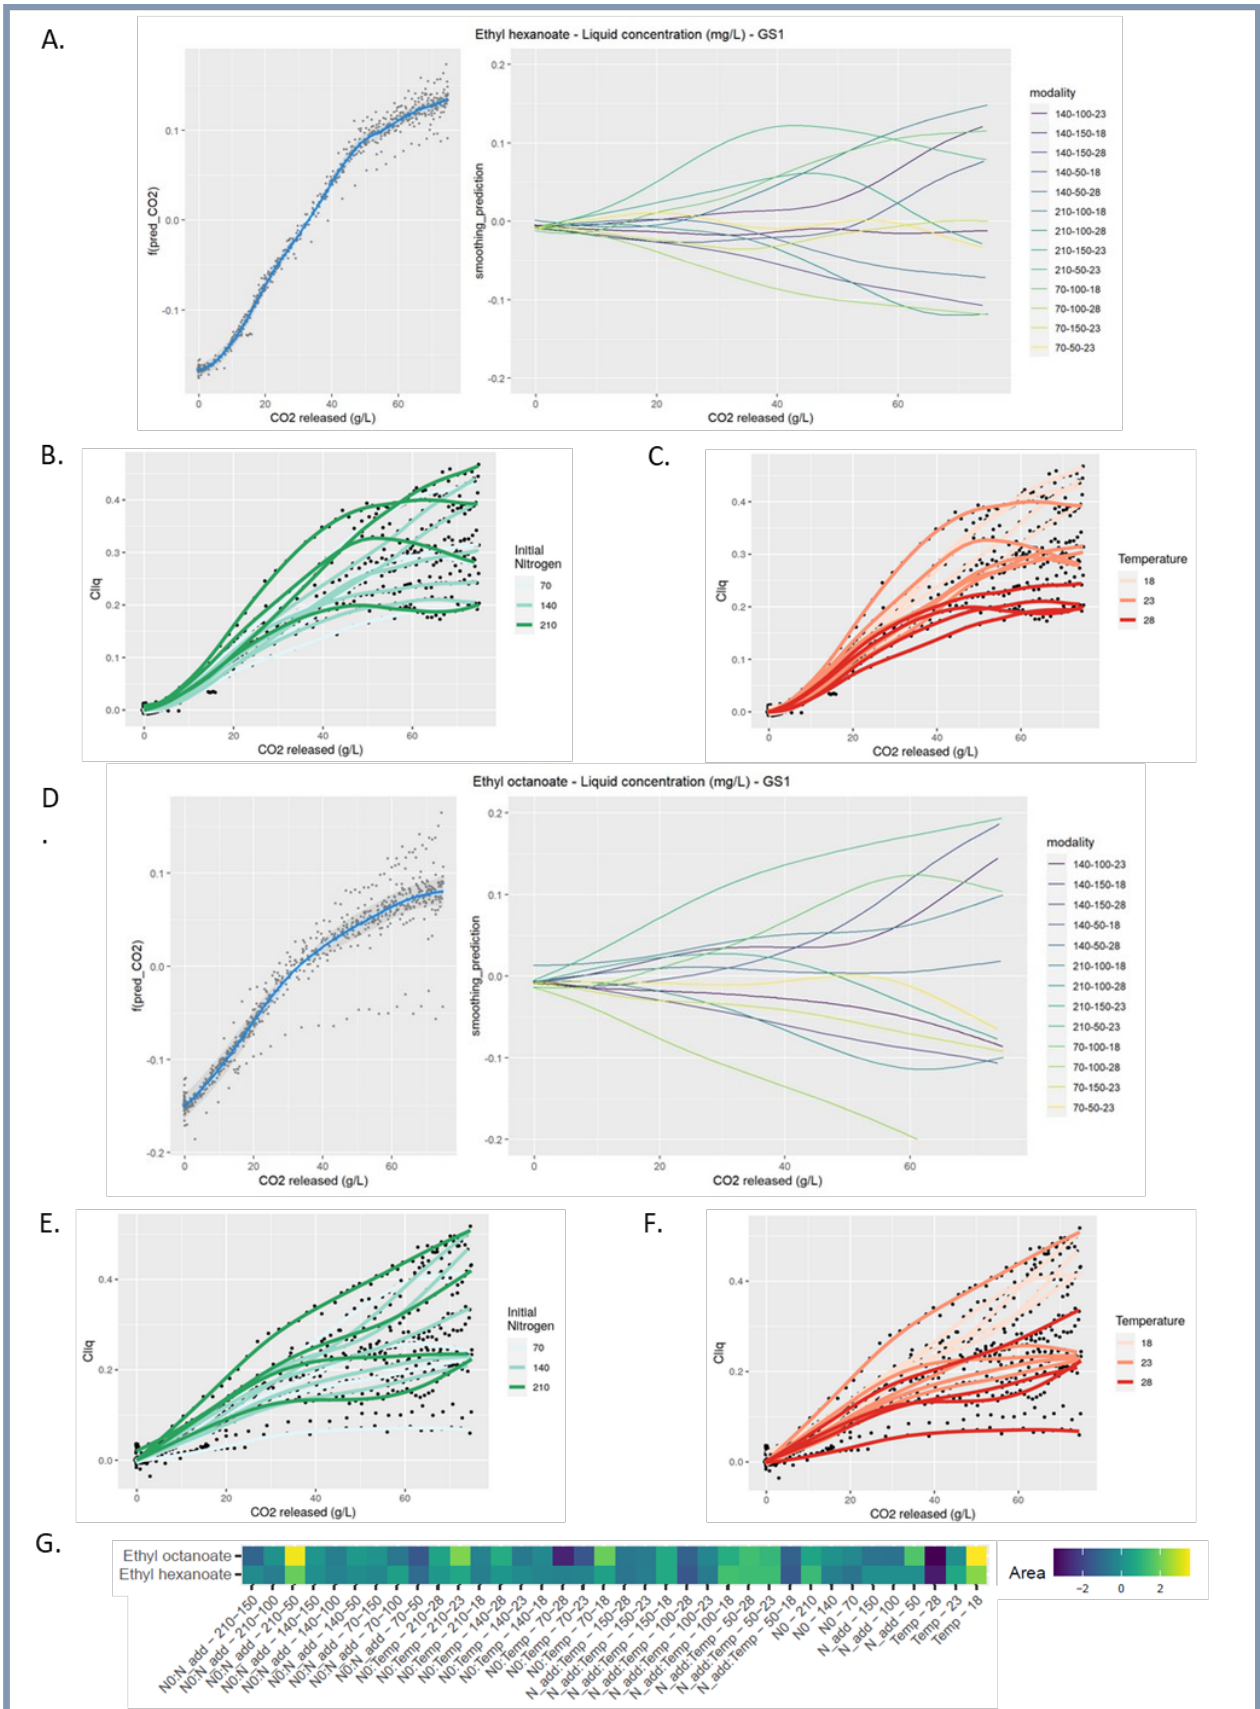 A.
Ethyl hexanoate - Liquid concentration (mg/L) - GS1
f(pred_CO2)
0.1
0.0
-0.1
0 20 40 60
CO2 released (g/L)
smoothing_prediction
0.2
0.1
0.0
-0.1
-0.2
0 20 40 60
CO2 released (g/L)
modality
140-100-23
140-150-18
140-150-28
140-50-18
140-50-28
210-100-18
210-100-28
210-150-23
210-50-23
70-100-18
70-100-28
70-150-23
70-50-23
B.
Cliq
0.4
0.3
0.2
0.1
0.0
0 20 40 60
CO2 released (g/L)
Initial
Nitrogen
70
140
210
C.
Cliq
0.4
0.3
0.2
0.1
0.0
0 20 40 60
CO2 released (g/L)
Temperature
18
23
28
D
.
Ethyl octanoate - Liquid concentration (mg/L) - GS1
f(pred_CO2)
0.1
0.0
-0.1
-0.2
0 20 40 60
CO2 released (g/L)
smoothing_prediction
0.2
0.1
0.0
-0.1
-0.2
0 20 40 60
CO2 released (g/L)
modality
140-100-23
140-150-18
140-150-28
140-50-18
140-50-28
210-100-18
210-100-28
210-150-23
210-50-23
70-100-18
70-100-28
70-150-23
70-50-23
E.
Cliq
0.4
0.2
0.0
0 20 40 60
CO2 released (g/L)
Initial
Nitrogen
70
140
210
F.
Cliq
0.4
0.2
0.0
0 20 40 60
CO2 released (g/L)
Temperature
18
23
28
G.
Ethyl octanoate
Ethyl hexanoate
N0:N_add - 210-150
N0:N_add - 210-100
N0:N_add - 210-50
N0:N_add - 140-150
N0:N_add - 140-100
N0:N_add - 140-50
N0:N_add - 70-150
N0:N_add - 70-100
N0:N_add - 70-50
N0:Temp - 210-28
N0:Temp - 210-23
N0:Temp - 210-18
N0:Temp - 140-28
N0:Temp - 140-23
N0:Temp - 140-18
N0:Temp - 70-28
N0:Temp - 70-23
N0:Temp - 70-18
N_add:Temp - 150-28
N_add:Temp - 150-23
N_add:Temp - 150-18
N_add:Temp - 100-28
N_add:Temp - 100-23
N_add:Temp - 100-18
N_add:Temp - 50-28
N_add:Temp - 50-23
N_add:Temp - 50-18
N0 - 210
N0 - 140
N0 - 70
N_add - 150
N_add - 100
N_add - 50
Temp - 28
Temp - 23
Temp - 18
Area
-2 0 2